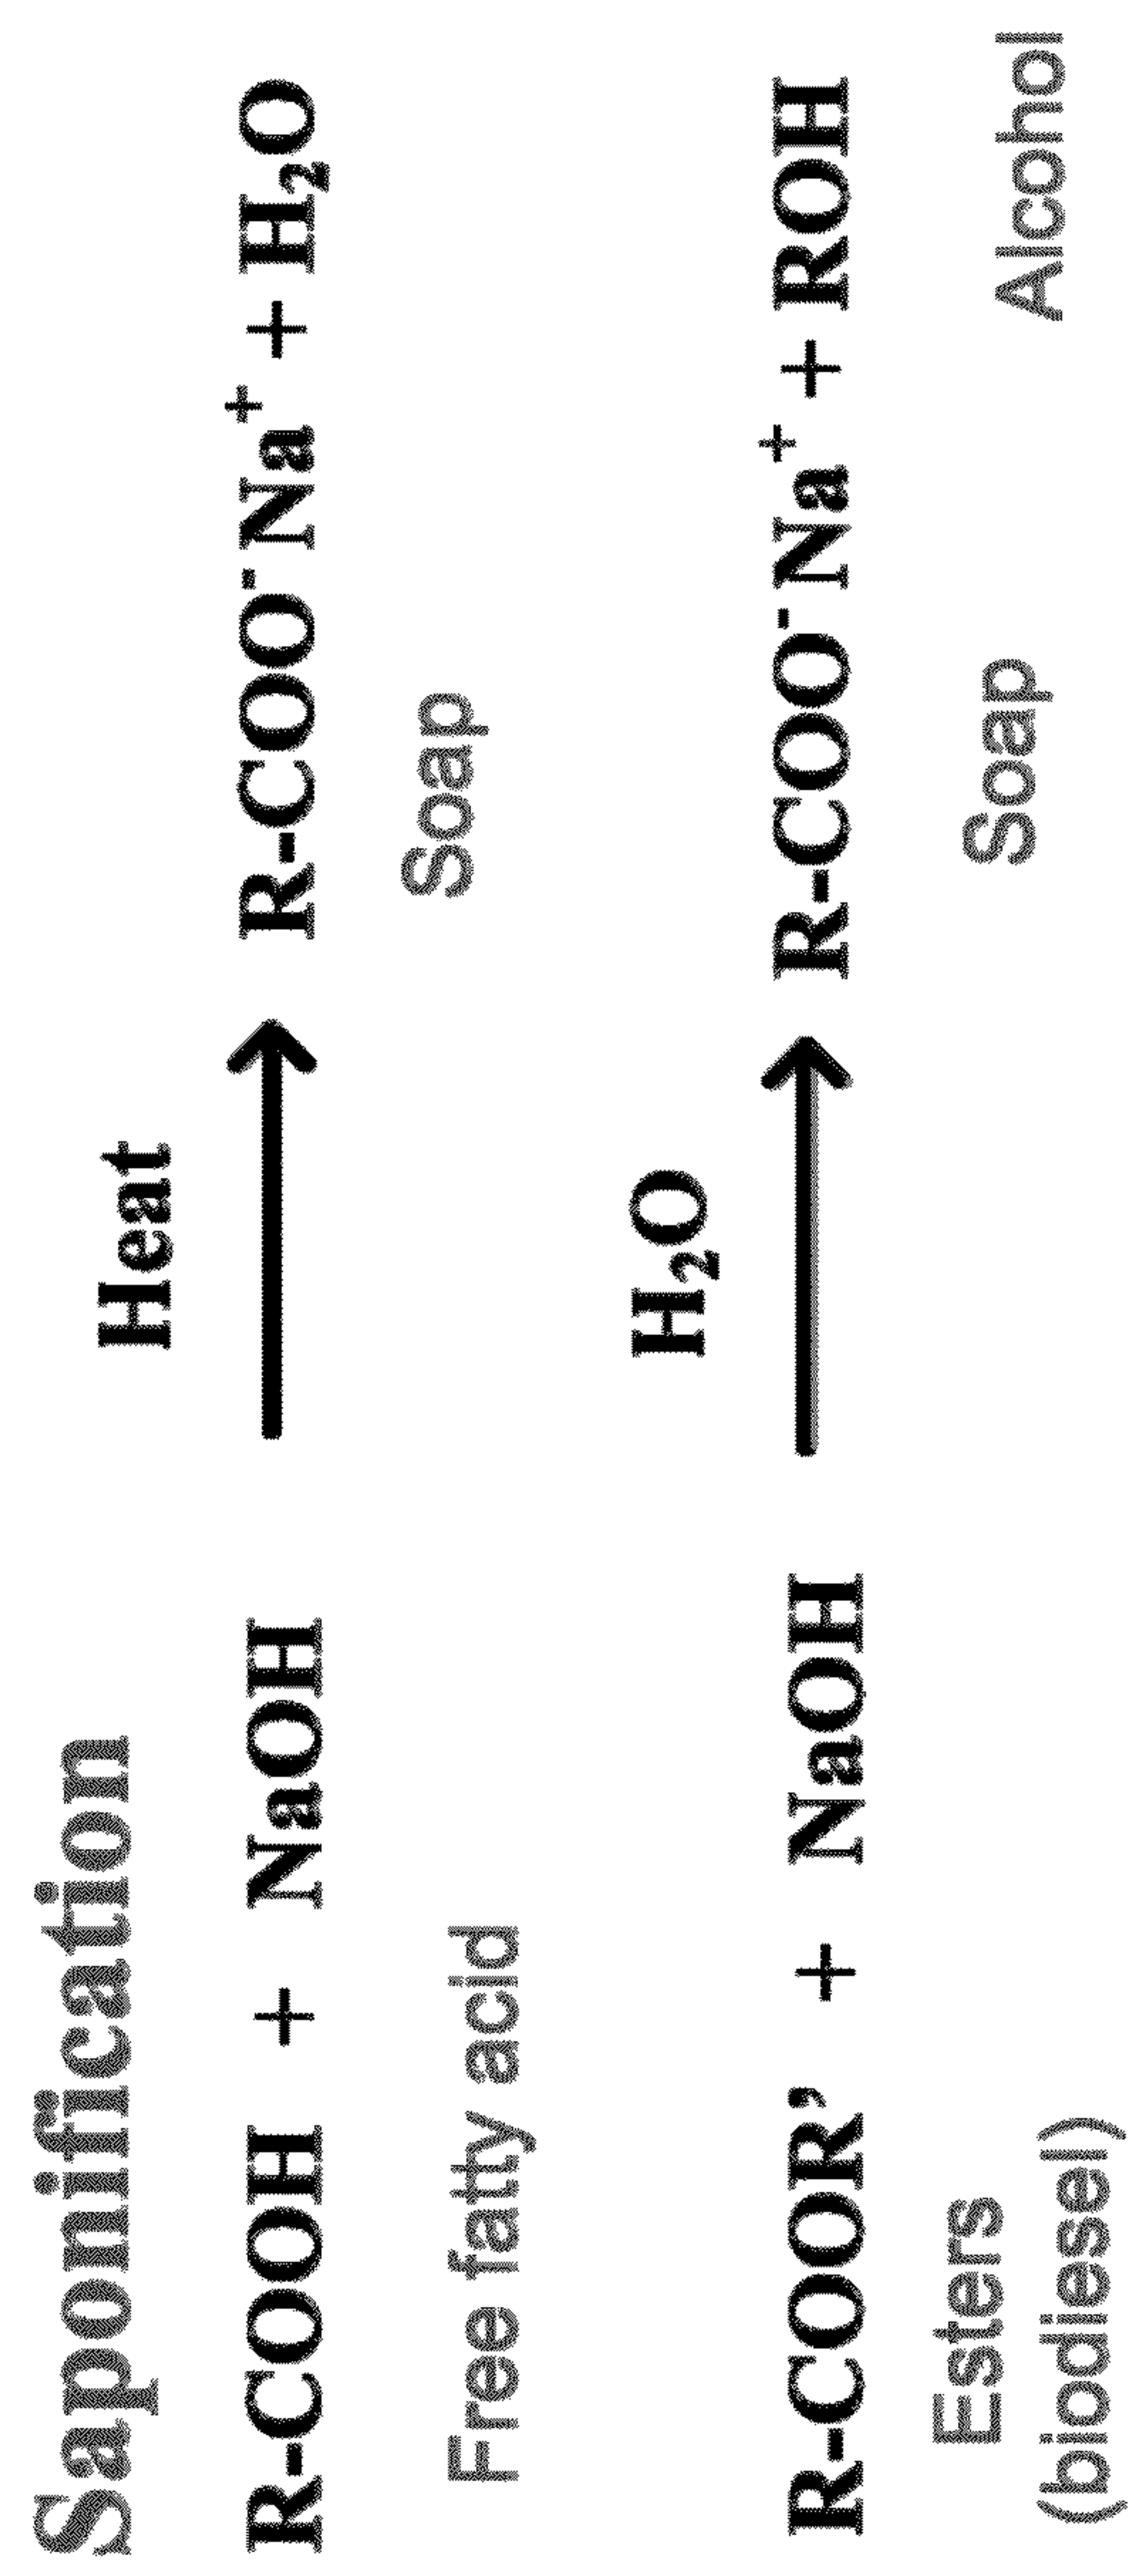 Saponification
Heat
R-COOH + NaOH R-COO⁻Na⁺ + H₂O
Free fatty acid Soap
H₂O
R-COOR’ + NaOH R-COO⁻Na⁺ + ROH
Esters Soap Alcohol
(biodiesel)